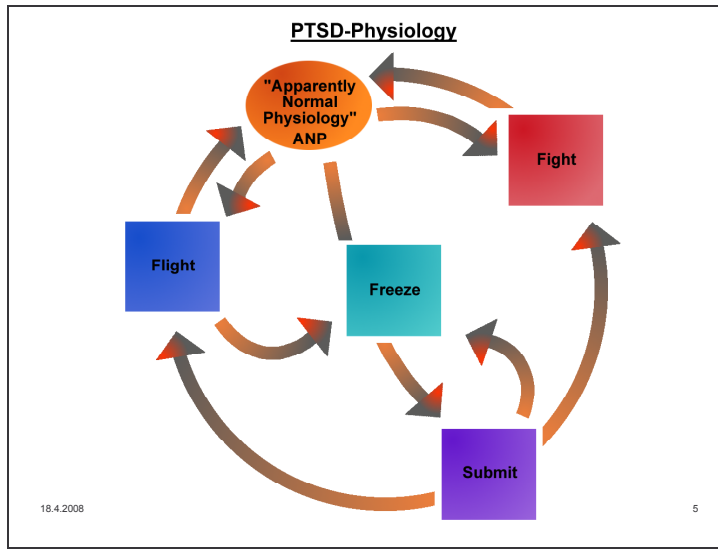 PTSD-Physiology
"Apparently
Normal
Physiology"
ANP
Fight
Flight
Freeze
Submit
18.4.2008
5